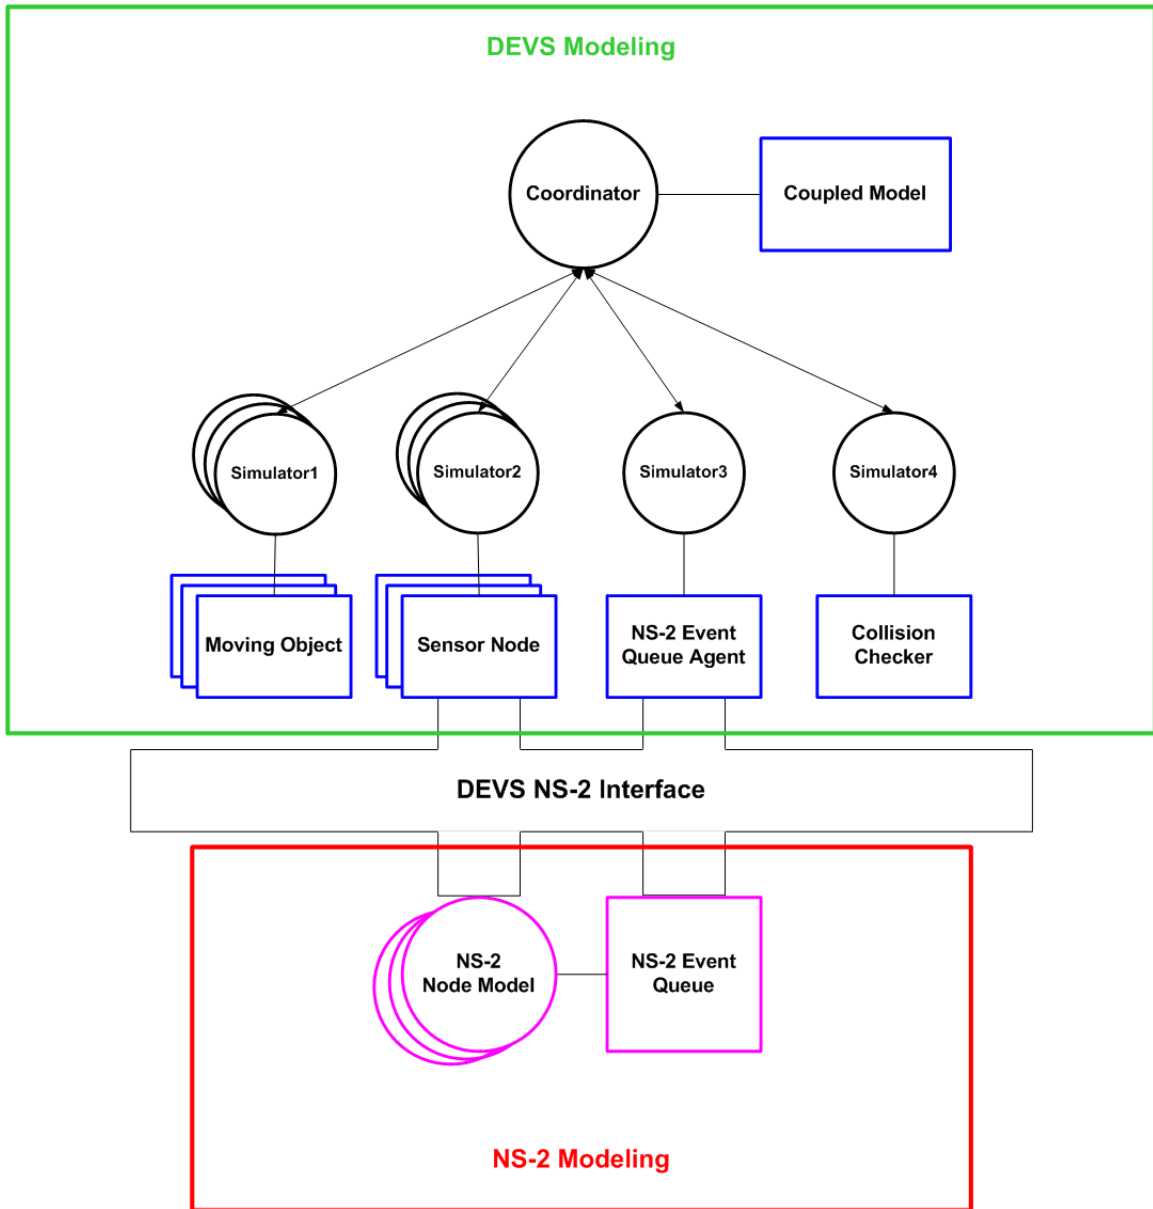 DEVS Modeling
Coordinator
Coupled Model
Simulator1
Simulator2
Simulator3
Simulator4
Moving Object
Sensor Node
NS-2 Event
Queue Agent
Collision
Checker
DEVS NS-2 Interface
NS-2
Node Model
NS-2 Event
Queue
NS-2 Modeling